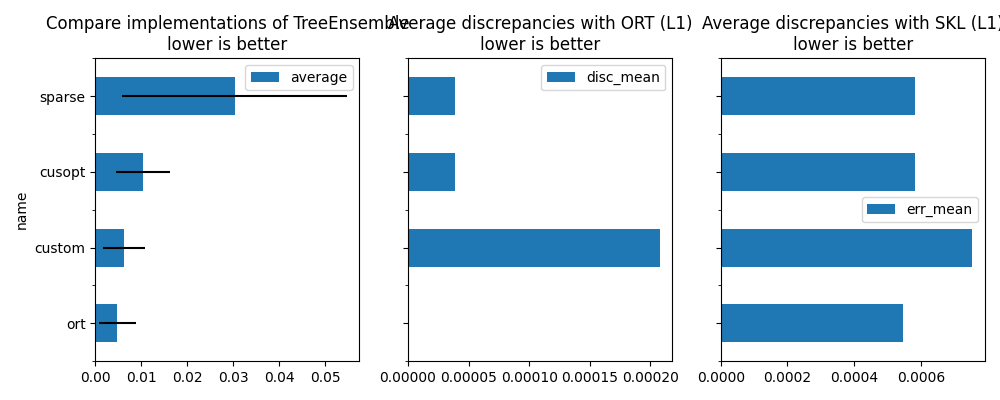 Compare implementations of TreeEnsemble
lower is better
average
sparse
cusopt
custom
ort
name
0.00 0.01 0.02 0.03 0.04 0.05
Average discrepancies with ORT (L1)
lower is better
disc_mean
0.00000 0.00005 0.00010 0.00015 0.00020
Average discrepancies with SKL (L1)
lower is better
err_mean
0.0000 0.0002 0.0004 0.0006